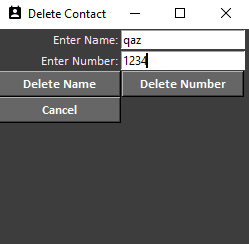 Delete Contact
Enter Name: qaz
Enter Number: 1234
Delete Name Delete Number
Cancel